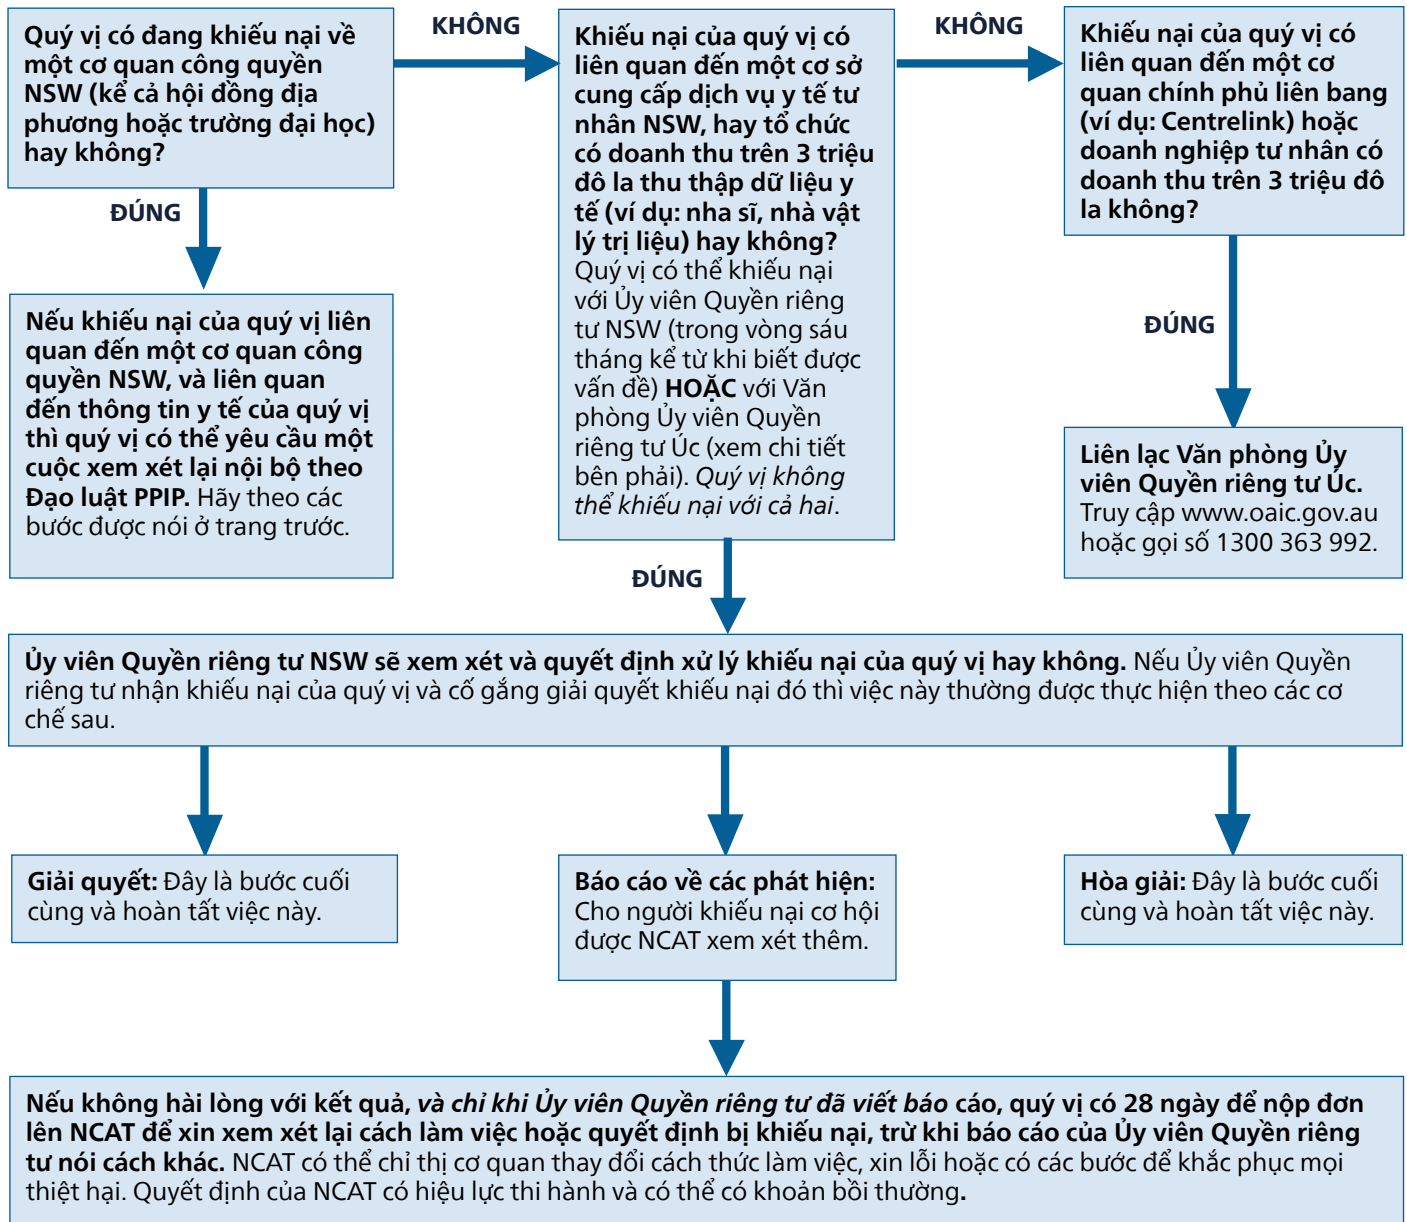 Quý vị có đang khiếu nại về
một cơ quan công quyền
NSW (kể cả hội đồng địa
phương hoặc trường đại học)
hay không?
KHÔNG
Khiếu nại của quý vị có
liên quan đến một cơ sở
cung cấp dịch vụ y tế tư
nhân NSW, hay tổ chức
có doanh thu trên 3 triệu
đô la thu thập dữ liệu y
tế (ví dụ: nha sĩ, nhà vật
lý trị liệu) hay không?
Quý vị có thể khiếu nại
với Ủy viên Quyền riêng
tư NSW (trong vòng sáu
tháng kể từ khi biết được
vấn đề) HOẶC với Văn
phòng Ủy viên Quyền
riêng tư Úc (xem chi tiết
bên phải). Quý vị không
thể khiếu nại với cả hai.
KHÔNG
Khiếu nại của quý vị có
liên quan đến một cơ
quan chính phủ liên bang
(ví dụ: Centrelink) hoặc
doanh nghiệp tư nhân có
doanh thu trên 3 triệu đô
la không?
ĐÚNG
Nếu khiếu nại của quý vị liên
quan đến một cơ quan công
quyền NSW, và liên quan
đến thông tin y tế của quý vị
thì quý vị có thể yêu cầu một
cuộc xem xét lại nội bộ theo
Đạo luật PPIP. Hãy theo các
bước được nói ở trang trước.
ĐÚNG
Liên lạc Văn phòng Ủy
viên Quyền riêng tư Úc.
Truy cập www.oaic.gov.au
hoặc gọi số 1300 363 992.
ĐÚNG
Ủy viên Quyền riêng tư NSW sẽ xem xét và quyết định xử lý khiếu nại của quý vị hay không. Nếu Ủy viên Quyền
riêng tư nhận khiếu nại của quý vị và cố gắng giải quyết khiếu nại đó thì việc này thường được thực hiện theo các cơ
chế sau.
Giải quyết: Đây là bước cuối
cùng và hoàn tất việc này.
Báo cáo về các phát hiện:
Cho người khiếu nại cơ hội
được NCAT xem xét thêm.
Hòa giải: Đây là bước cuối
cùng và hoàn tất việc này.
Nếu không hài lòng với kết quả, và chỉ khi Ủy viên Quyền riêng tư đã viết báo cáo, quý vị có 28 ngày để nộp đơn
lên NCAT để xin xem xét lại cách làm việc hoặc quyết định bị khiếu nại, trừ khi báo cáo của Ủy viên Quyền riêng
tư nói cách khác. NCAT có thể chỉ thị cơ quan thay đổi cách thức làm việc, xin lỗi hoặc có các bước để khắc phục mọi
thiệt hại. Quyết định của NCAT có hiệu lực thi hành và có thể có khoản bồi thường.